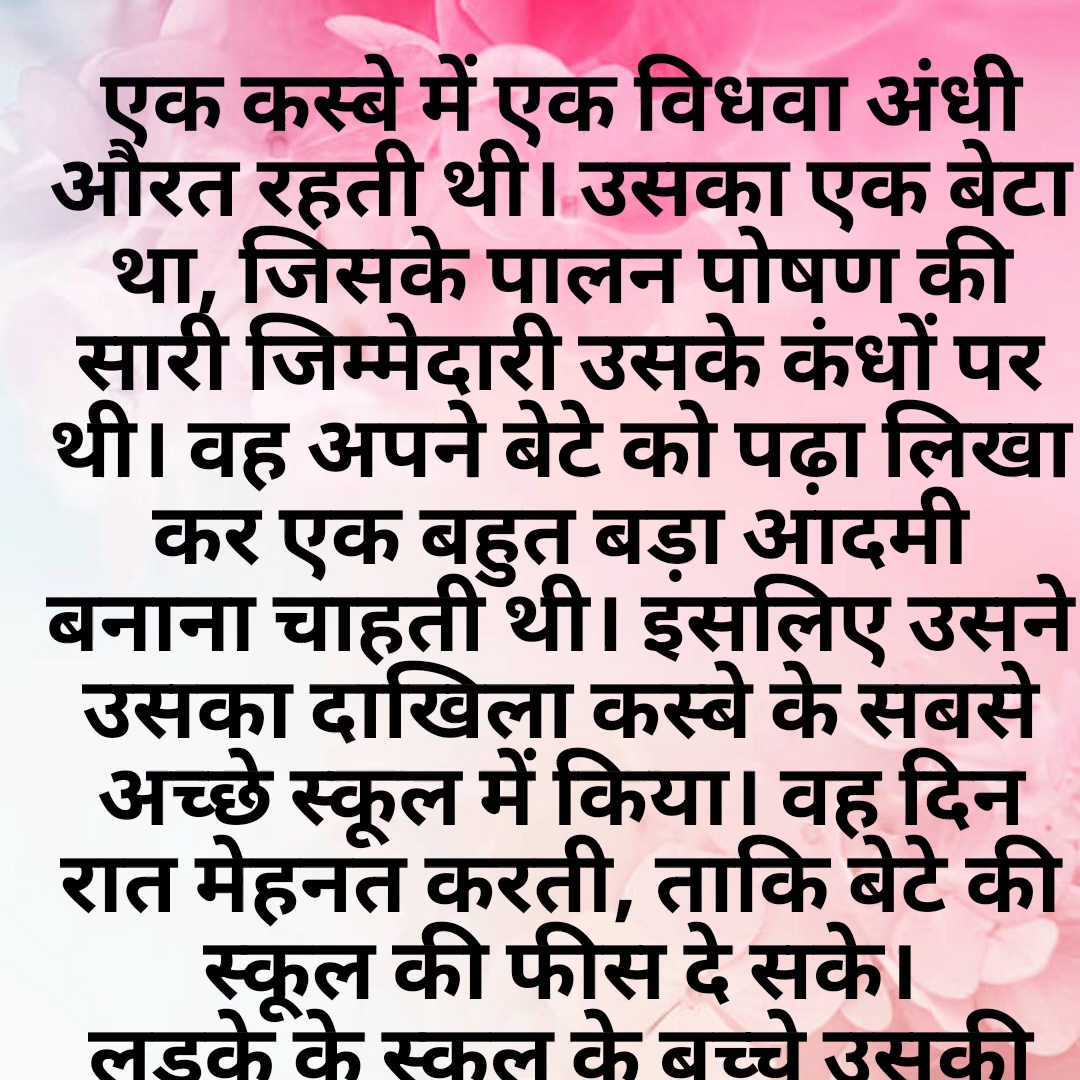 एक कस्बे में एक विधवा अंधी
औरत रहती थी। उसका एक बेटा
था, जिसके पालन पोषण की
सारी जिम्मेदारी उसके कंधों पर
थी। वह अपने बेटे को पढ़ा लिखा
कर एक बहुत बड़ा आदमी
बनाना चाहती थी। इसलिए उसने
उसका दाखिला कस्बे के सबसे
अच्छे स्कूल में किया। वह दिन
रात मेहनत करती, ताकि बेटे की
स्कूल की फीस दे सके।
लड़के के स्कूल के बच्चे उसकी